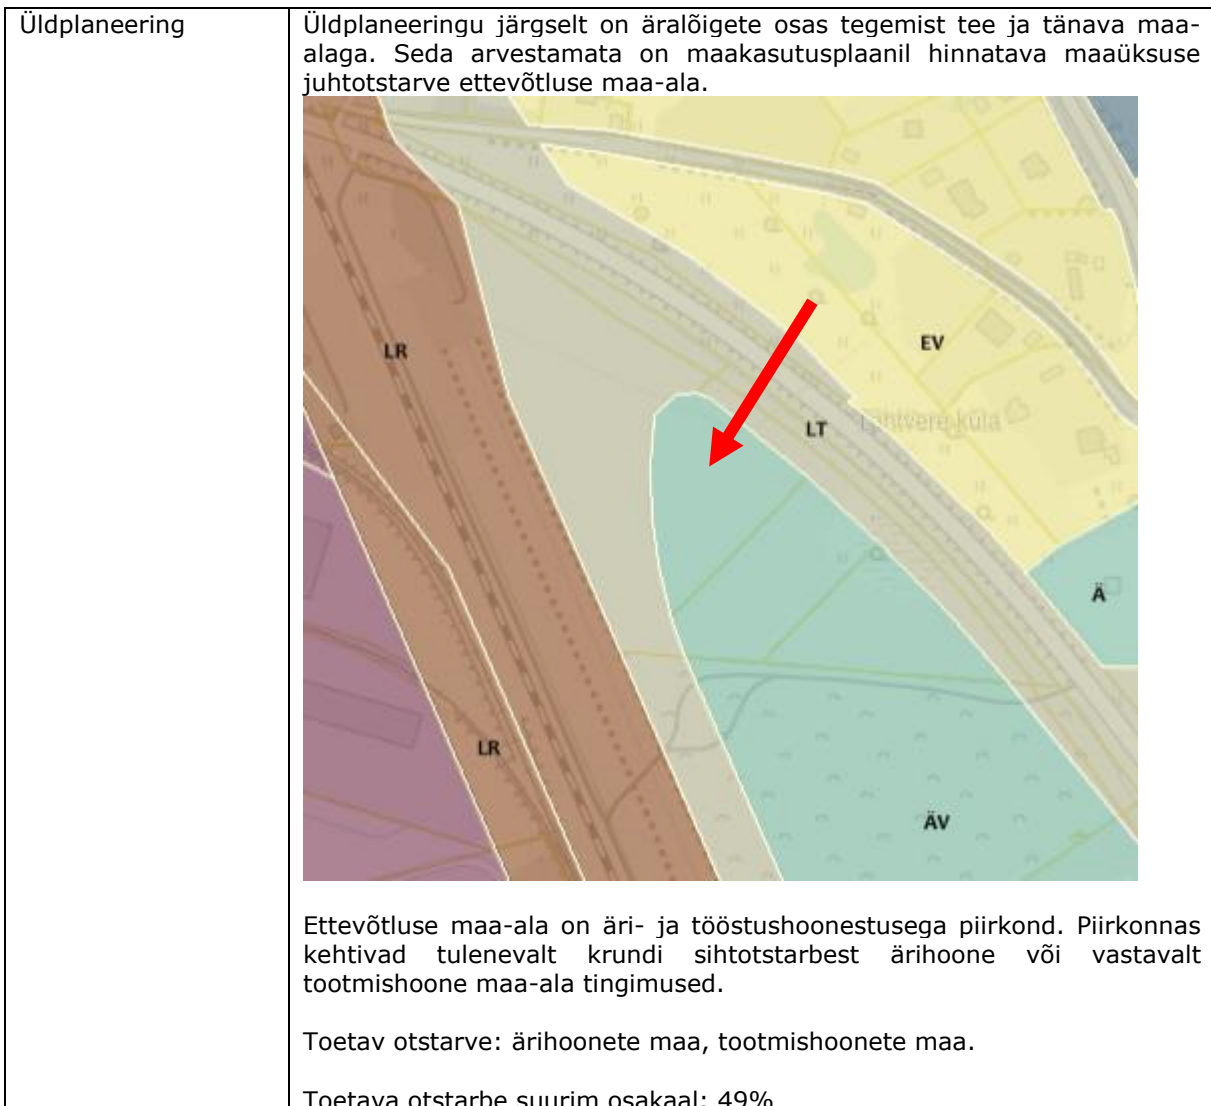 Üldplaneering
Üldplaneeringu järgselt on äralõigete osas tegemist tee ja tänava maa-
alaga. Seda arvestamata on maakasutusplaanil hinnatava maaüksuse
juhtotstarve ettevõtluse maa-ala.
LR
EV
LT
küla
Ä
LR
ÄV
Ettevõtluse maa-ala on äri- ja tööstushoonestusega piirkond. Piirkonnas
kehtivad tulenevalt krundi sihtotstarbest ärihoone või vastavalt
tootmishoone maa-ala tingimused.
Toetav otstarve: ärihoonete maa, tootmishoonete maa.
Toetava otstarbe suurim osakaal: 49%